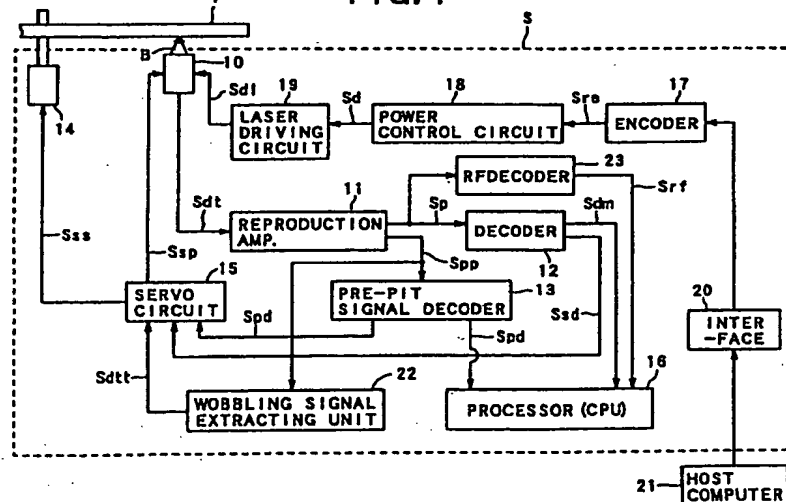 S
B
10
Sdl
19
Sd
18
Sre
17
14
LASER
DRIVING
CIRCUIT
POWER
CONTROL CIRCUIT
ENCODER
23
RFDECODER
Srf
11
Sdt
REPRODUCTION
AMP.
Sp
DECODER
Sdm
12
Sss
Ssp
Spp
15
SERVO
CIRCUIT
13
PRE-PIT
SIGNAL DECODER
Ssd
20
INTER
-FACE
Spd
Spd
Sdtt
22
16
WOBBLING SIGNAL
EXTRACTING UNIT
PROCESSOR (CPU)
21
HOST
COMPUTER